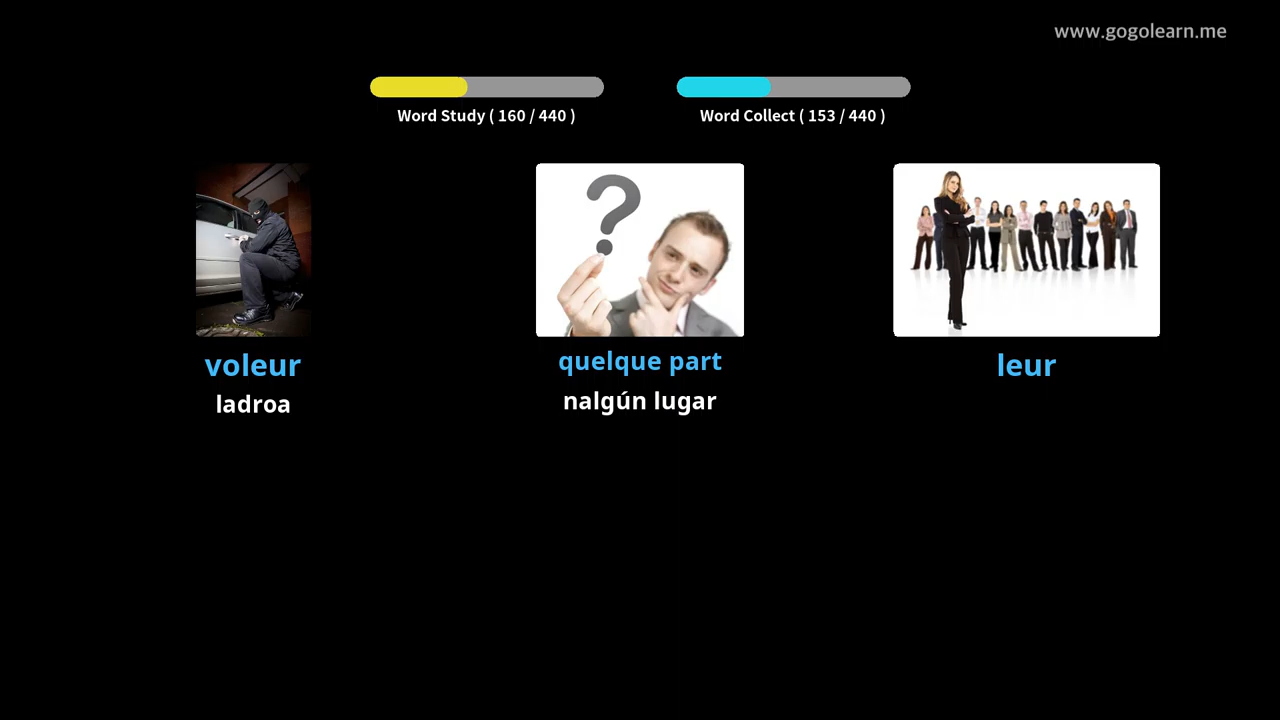 www.gogolearn.me
Word Study ( 160 / 440 )
Word Collect ( 153 / 440 )
voleur
ladroa
quelque part
nalgún lugar
leur